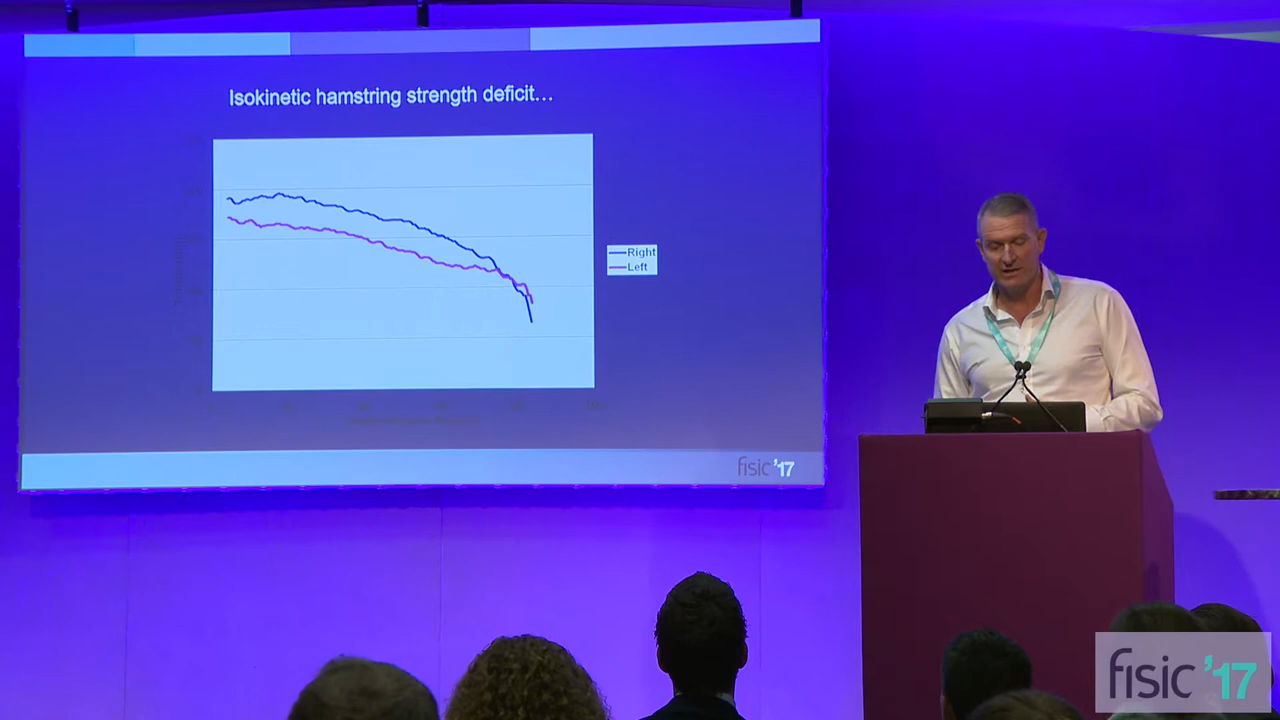 Isokinetic hamstring strength deficit...
Right
Left
fisic '17
fisic '17